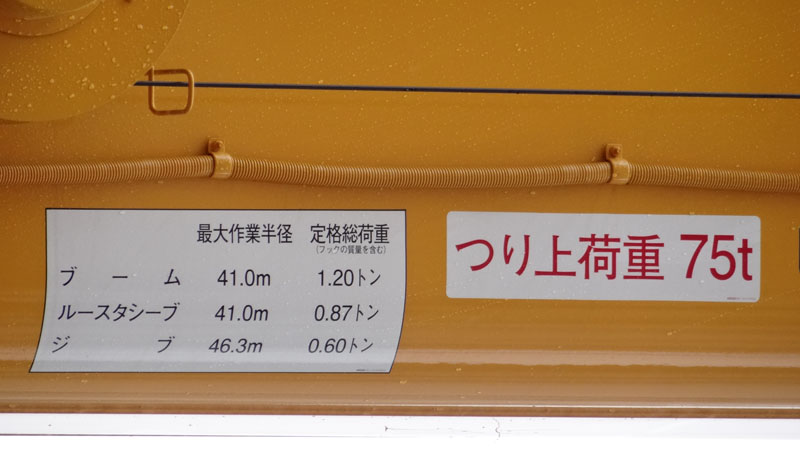 最大作業半径 定格総荷重
(フックの質量を含む)
ブーム 41.0m 1.20トン
ルースタシーブ 41.0m 0.87トン
ジブ 46.3m 0.60トン
つり上荷重 75t